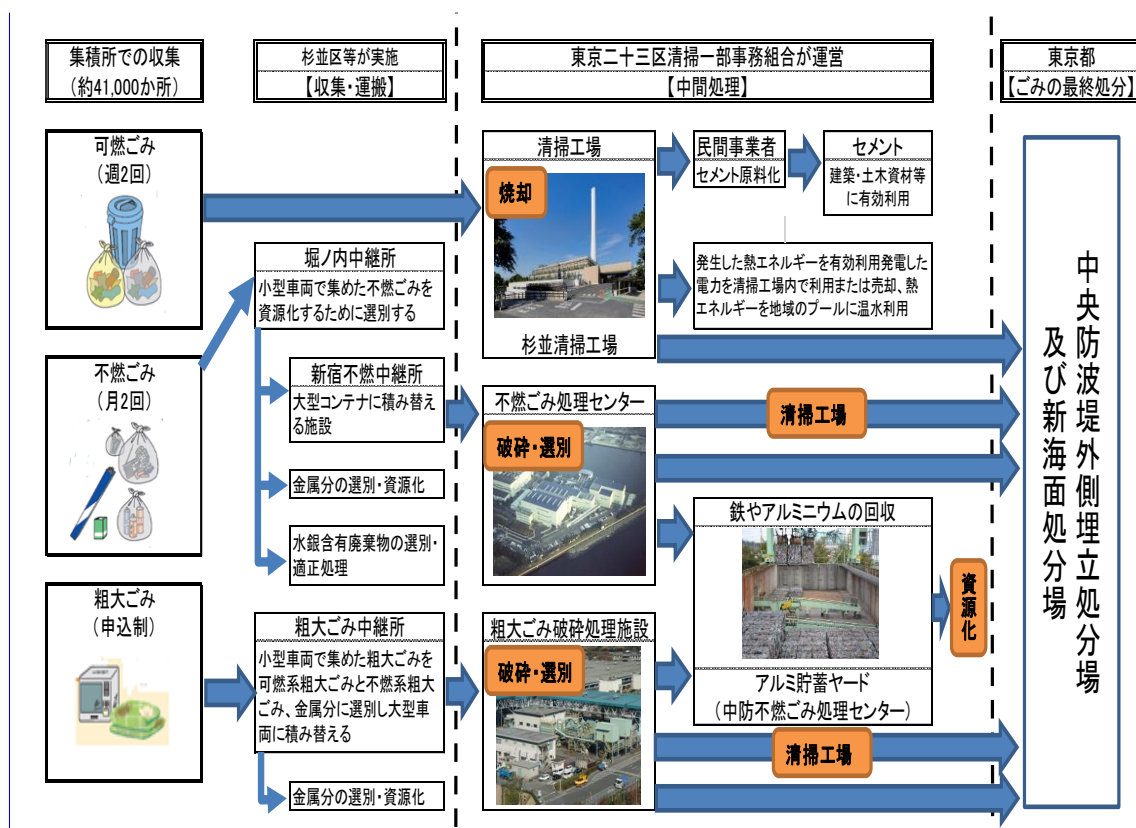 集積所での収集
（約41,000か所）
杉並区等が実施
【収集・運搬】
東京二十三区清掃一部事務組合が運営
【中間処理】
東京都
【ごみの最終処分】
可燃ごみ
（週2回）
不燃ごみ
（月2回）
粗大ごみ
（申込制）
堀ノ内中継所
小型車両で集めた不燃ごみを
資源化するために選別する
新宿不燃中継所
大型コンテナに積み替え
る施設
金属分の選別・資源化
水銀含有廃棄物の選別・
適正処理
粗大ごみ中継所
小型車両で集めた粗大ごみを
可燃系粗大ごみと不燃系粗大
ごみ、金属分に選別し大型車
両に積み替える
金属分の選別・資源化
清掃工場
焼却
杉並清掃工場
民間事業者
セメント原料化
セメント
建築・土木資材等
に有効利用
発生した熱エネルギーを有効利用発電した
電力を清掃工場内で利用または売却、熱
エネルギーを地域のプールに温水利用
不燃ごみ処理センター
破砕・選別
清掃工場
鉄やアルミニウムの回収
アルミ貯蓄ヤード
（中防不燃ごみ処理センター）
資源化
粗大ごみ破砕処理施設
破砕・選別
清掃工場
中央防波堤外側埋立処分場
及び新海面処分場